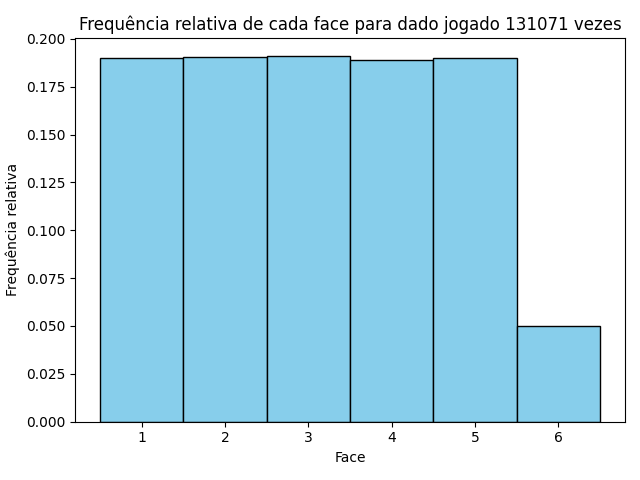 Frequência relativa de cada face para dado jogado 131071 vezes
0.200
0.175
0.150
0.125
0.100
0.075
0.050
0.025
0.000
Frequência relativa
1 2 3 4 5 6
Face